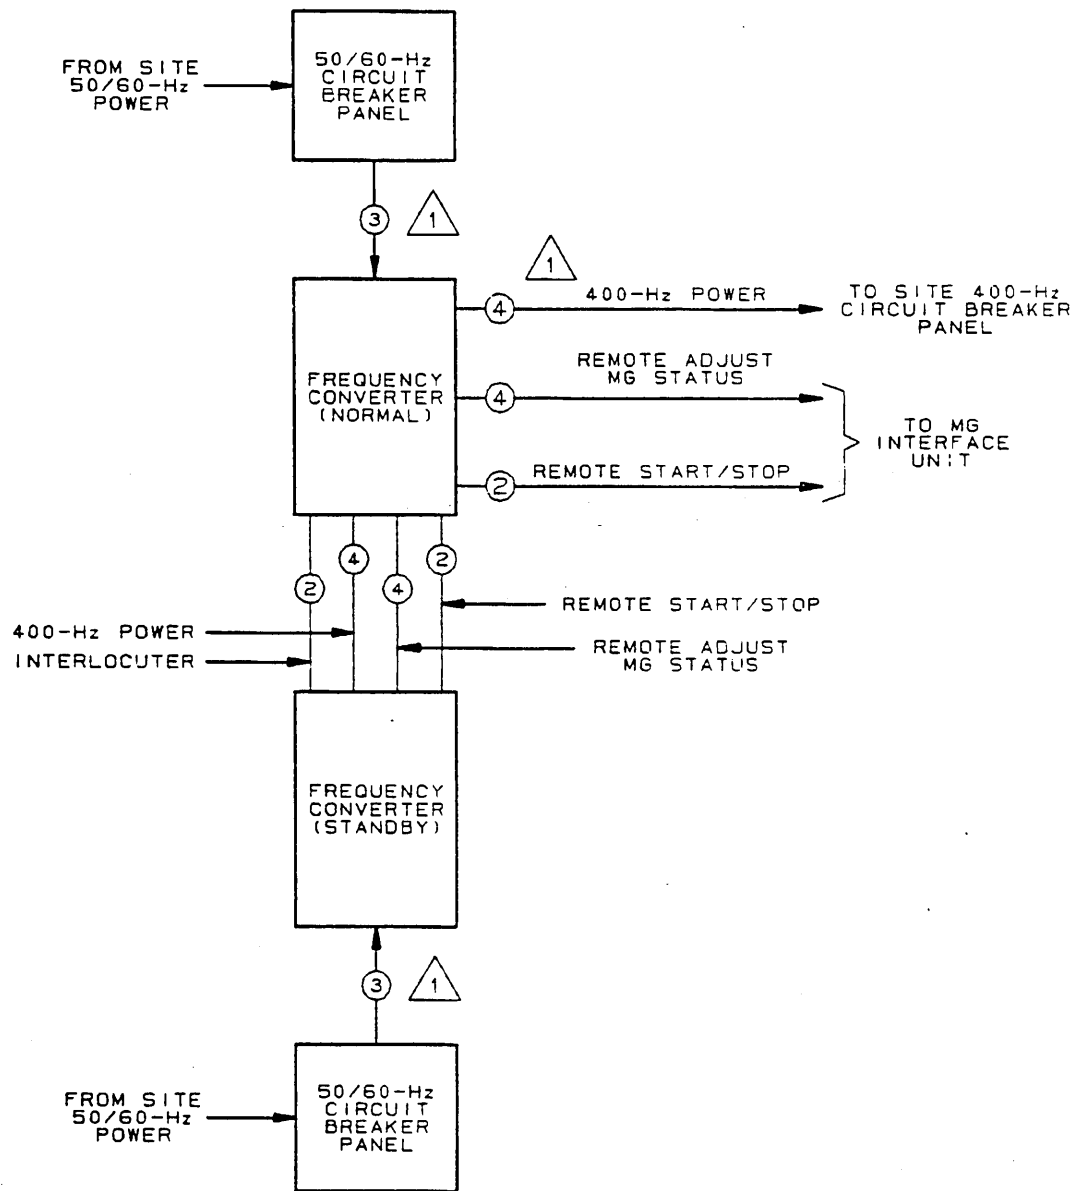 FROM SITE
50/60-Hz
POWER
50/60-Hz
CIRCUIT
BREAKER
PANEL
3
1
1
4
400-Hz POWER
TO SITE 400-Hz
CIRCUIT BREAKER
PANEL
FREQUENCY
CONVERTER
(NORMAL)
REMOTE ADJUST
MG STATUS
4
TO MG
INTERFACE
UNIT
REMOTE START/STOP
2
2
4
4
2
REMOTE START/STOP
400-Hz POWER
INTERLOCUTER
REMOTE ADJUST
MG STATUS
FREQUENCY
CONVERTER
(STANDBY)
3
1
FROM SITE
50/60-Hz
POWER
50/60-Hz
CIRCUIT
BREAKER
PANEL